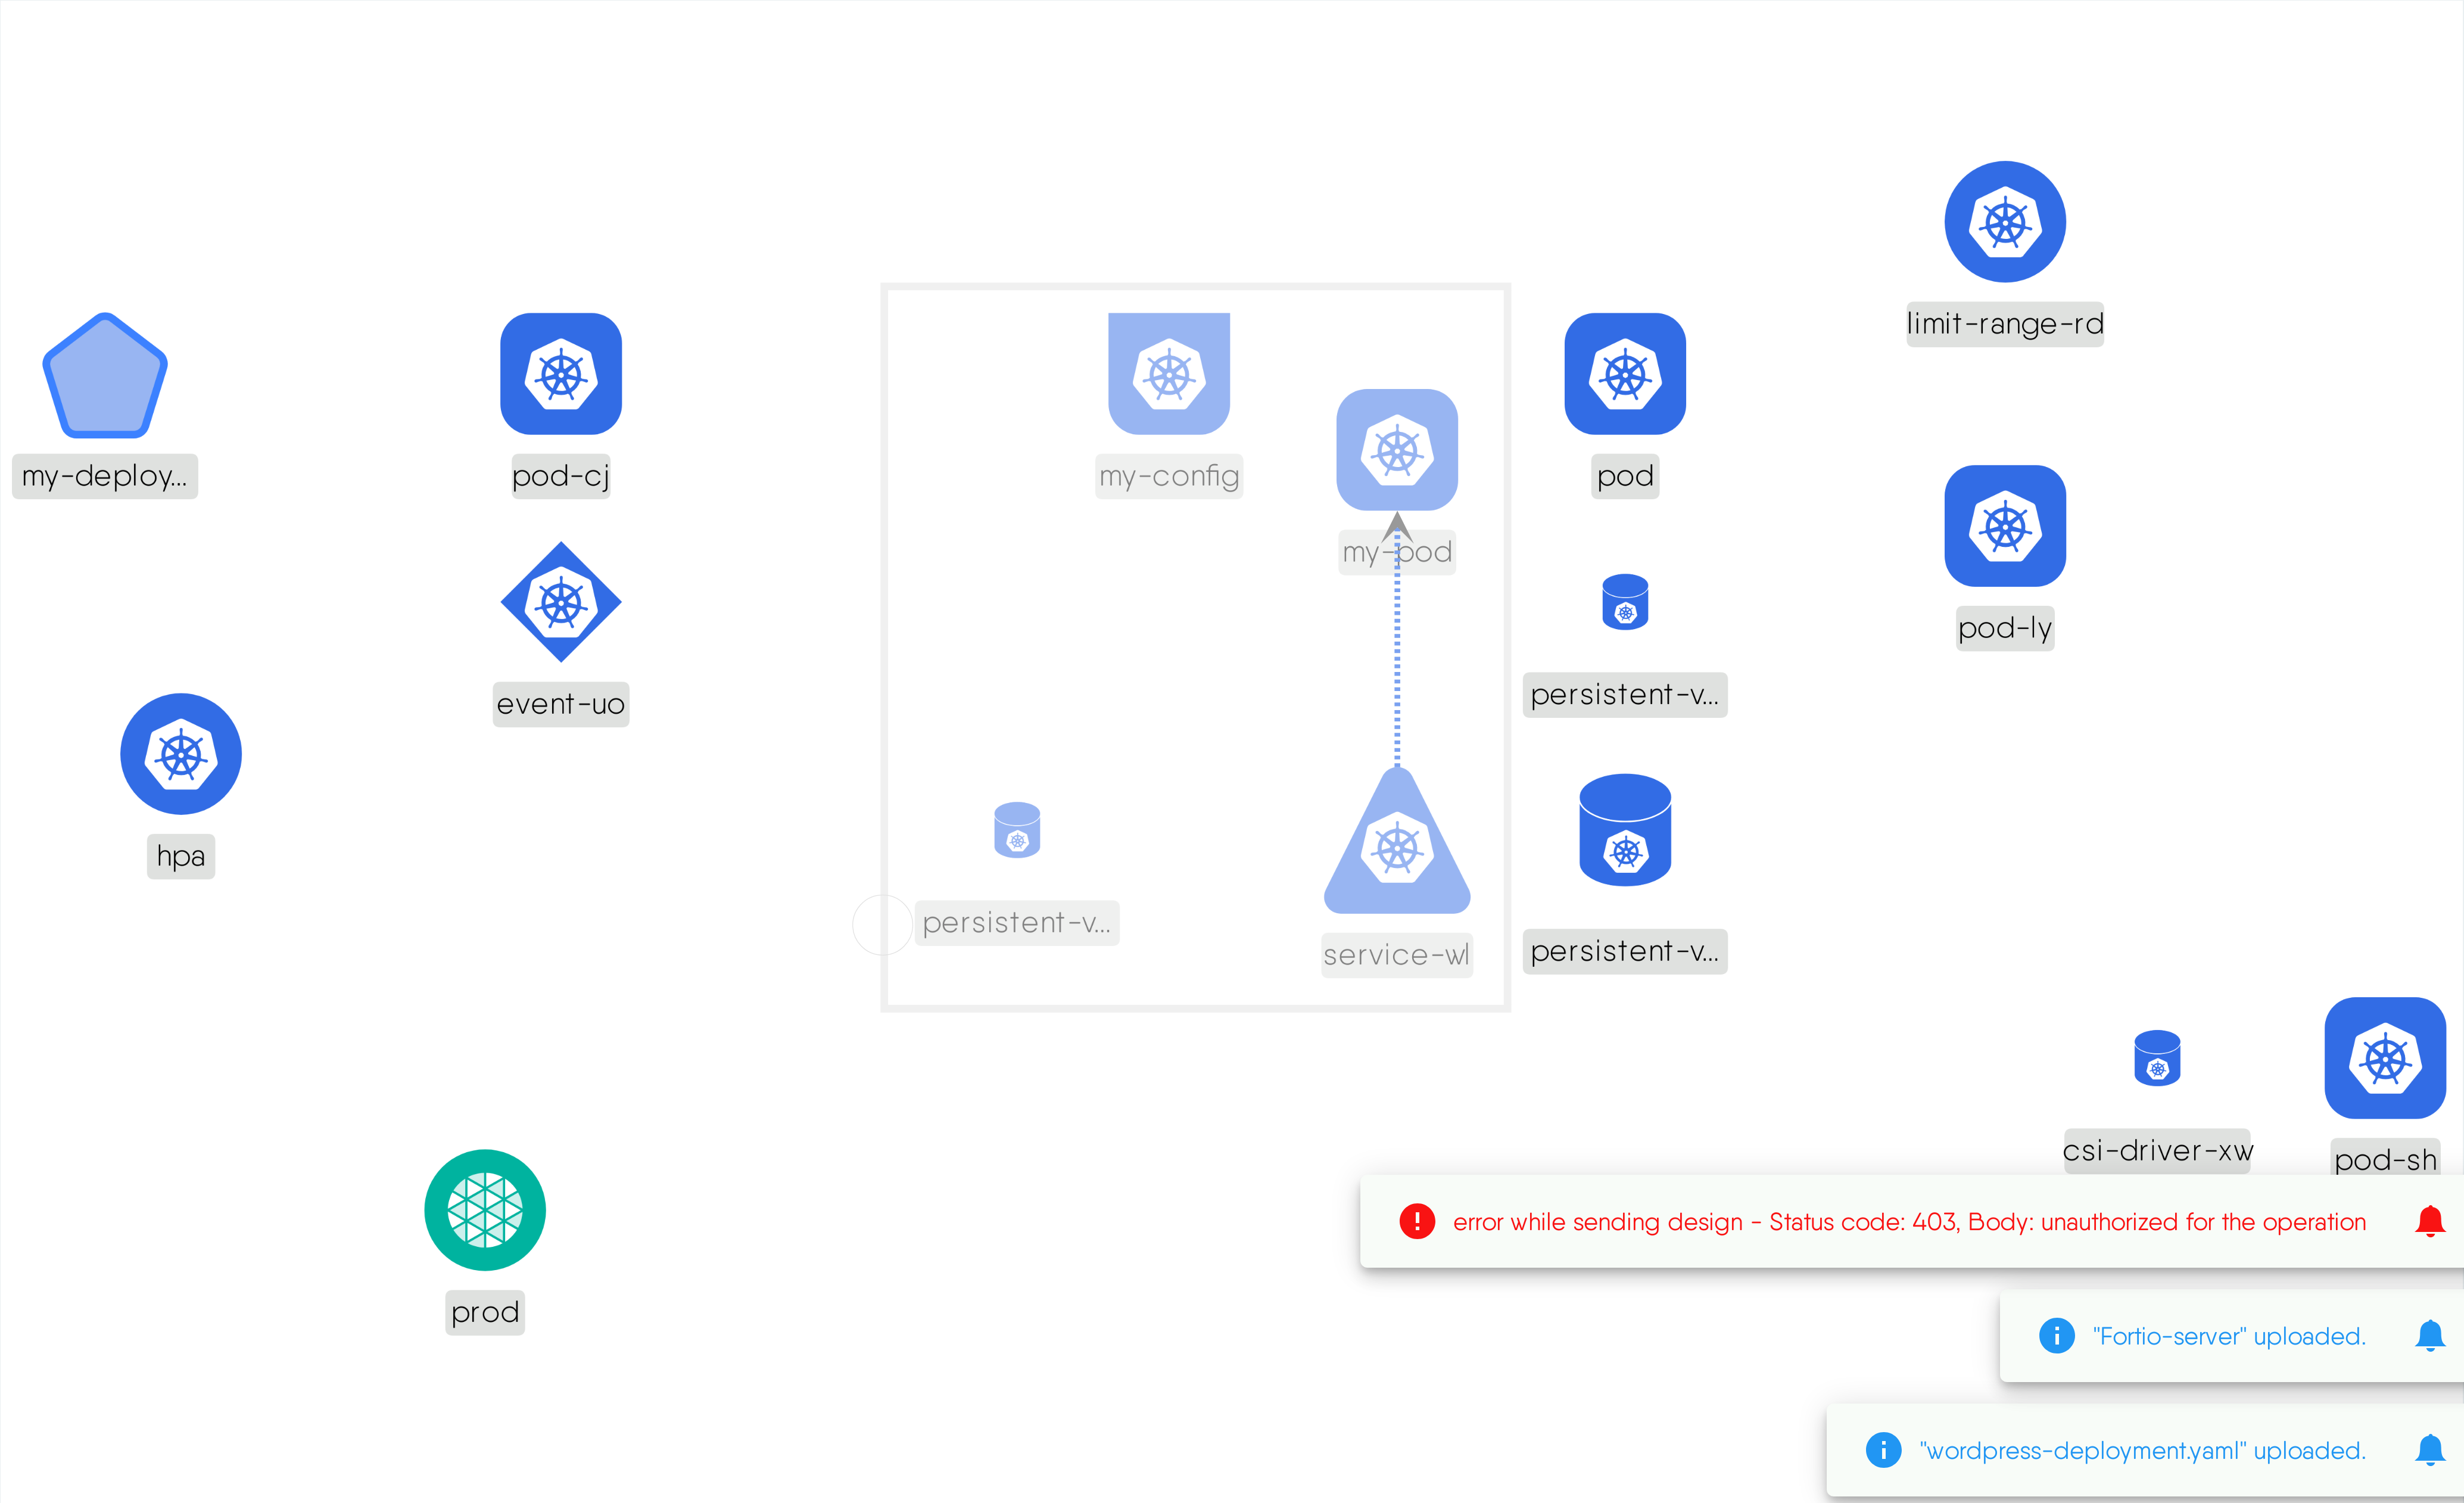 limit-range-rd
my-deploy...
pod-cj
my-config
pod
my-pod
pod-ly
event-uo
persistent-v...
hpa
persistent-v...
service-wl
persistent-v...
csi-driver-xw
pod-sh
error while sending design - Status code: 403, Body: unauthorized for the operation
prod
"Fortio-server" uploaded.
"wordpress-deployment.yaml" uploaded.